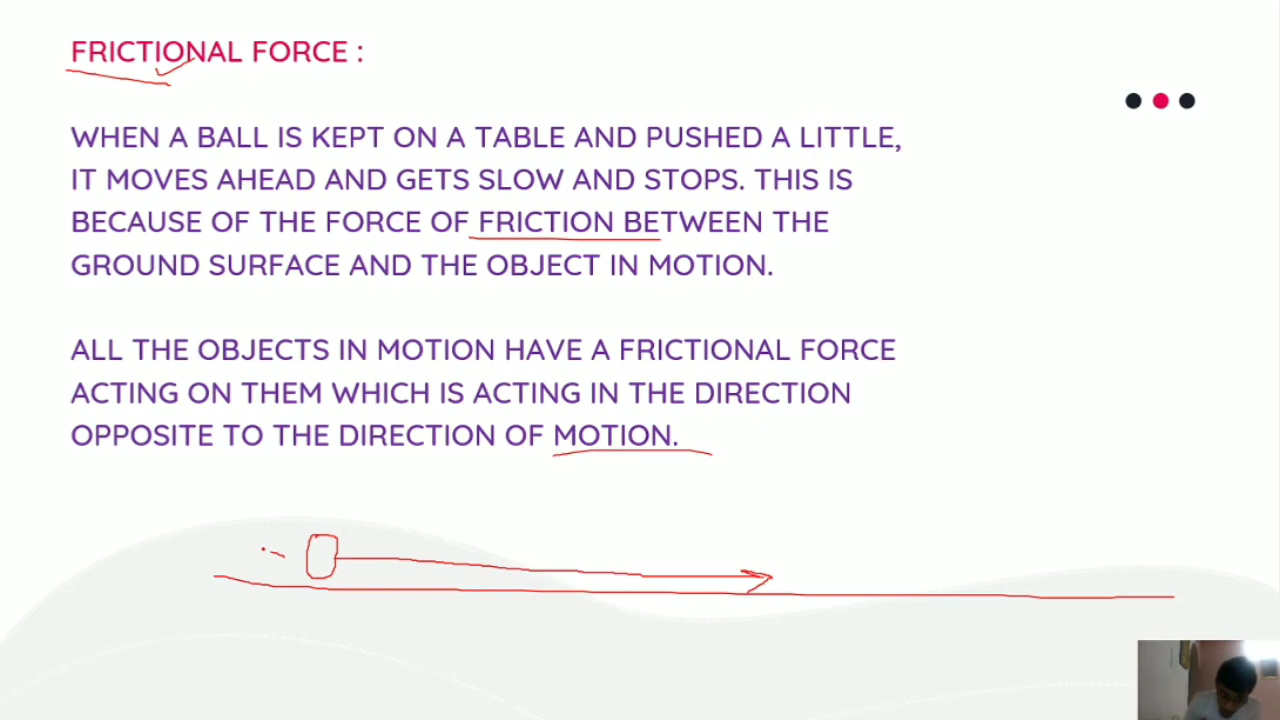 FRICTIONAL FORCE :
WHEN A BALL IS KEPT ON A TABLE AND PUSHED A LITTLE,
IT MOVES AHEAD AND GETS SLOW AND STOPS. THIS IS
BECAUSE OF THE FORCE OF FRICTION BETWEEN THE
GROUND SURFACE AND THE OBJECT IN MOTION.
ALL THE OBJECTS IN MOTION HAVE A FRICTIONAL FORCE
ACTING ON THEM WHICH IS ACTING IN THE DIRECTION
OPPOSITE TO THE DIRECTION OF MOTION.